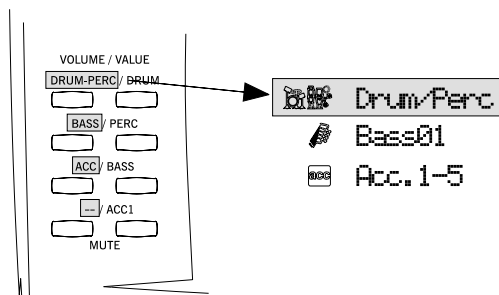 VOLUME / VALUE
DRUM-PERC / DRUM
BASS / PERC
ACC / BASS
-- / ACC1
MUTE
Drum/Perc
Bass01
acc Acc.1-5